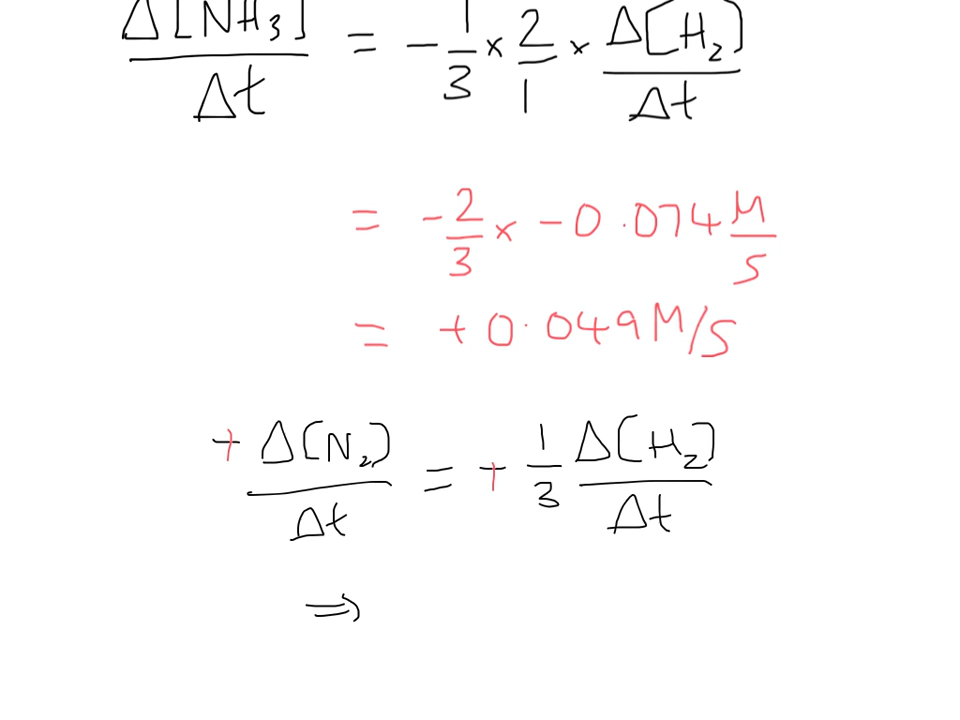 Δ[NH₃]/Δt = -1/3 × 2/1 × Δ[H₂]/Δt
= -2/3 × -0.074 M/S
= +0.049 M/S
+ Δ[N₂]/Δt = + 1/3 Δ[H₂]/Δt
⇒